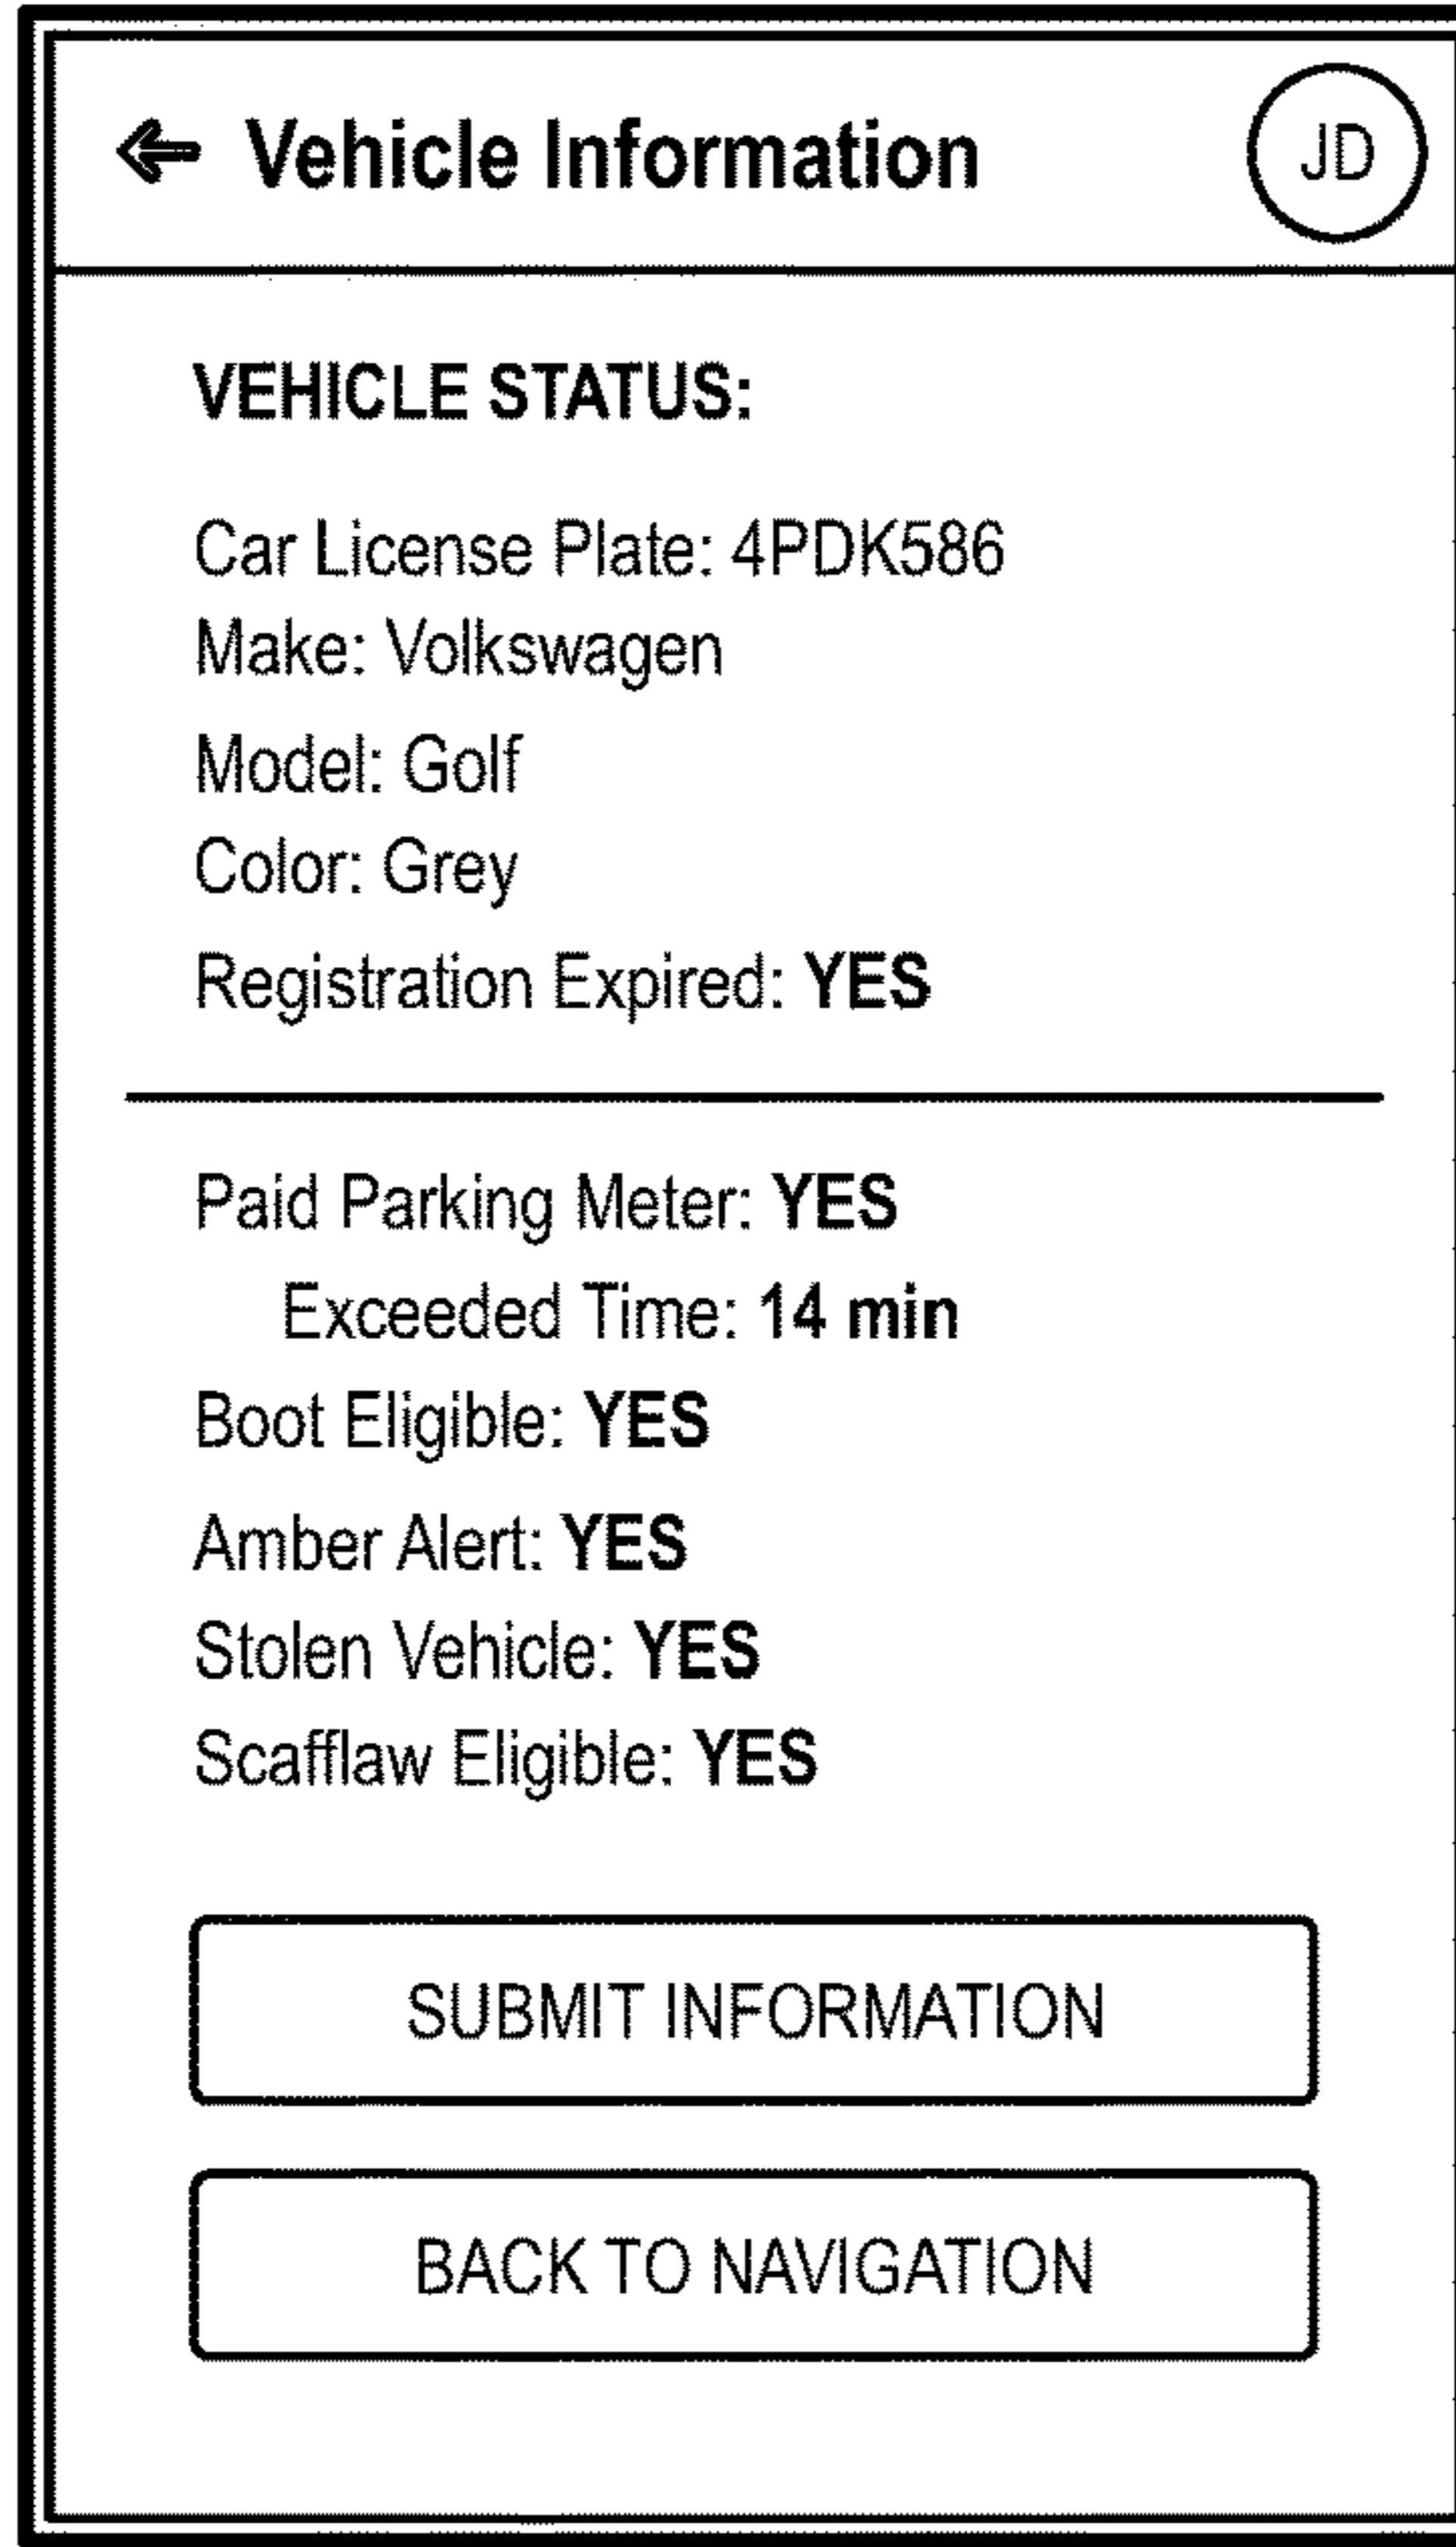 Vehicle Information
JD
VEHICLE STATUS:
Car License Plate: 4PDK586
Make: Volkswagen
Model: Golf
Color: Grey
Registration Expired: YES
Paid Parking Meter: YES
Exceeded Time: 14 min
Boot Eligible: YES
Amber Alert: YES
Stolen Vehicle: YES
Scafflaw Eligible: YES
SUBMIT INFORMATION
BACK TO NAVIGATION